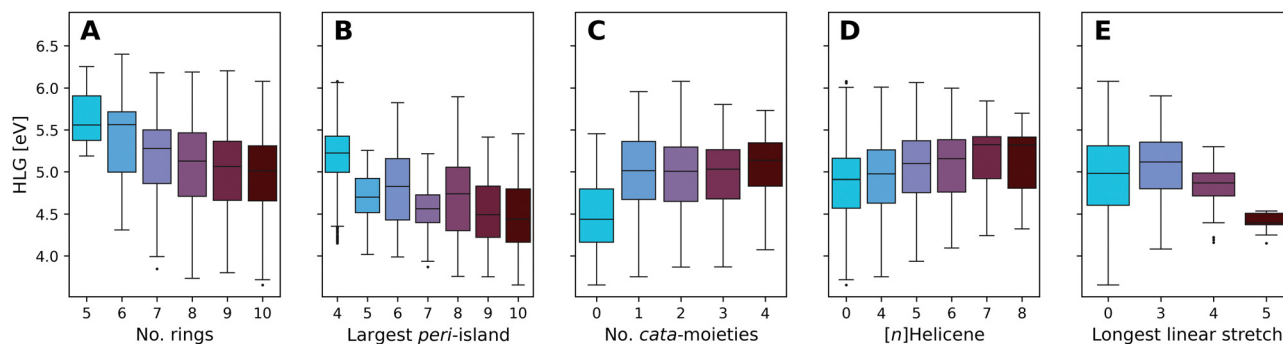 A
B
C
D
E
HLG [eV]
6.5
6.0
5.5
5.0
4.5
4.0
5 6 7 8 9 10
4 5 6 7 8 9 10
0 1 2 3 4
0 4 5 6 7 8
0 3 4 5
No. rings
Largest peri-island
No. cata-moieties
[n]Helicene
Longest linear stretch